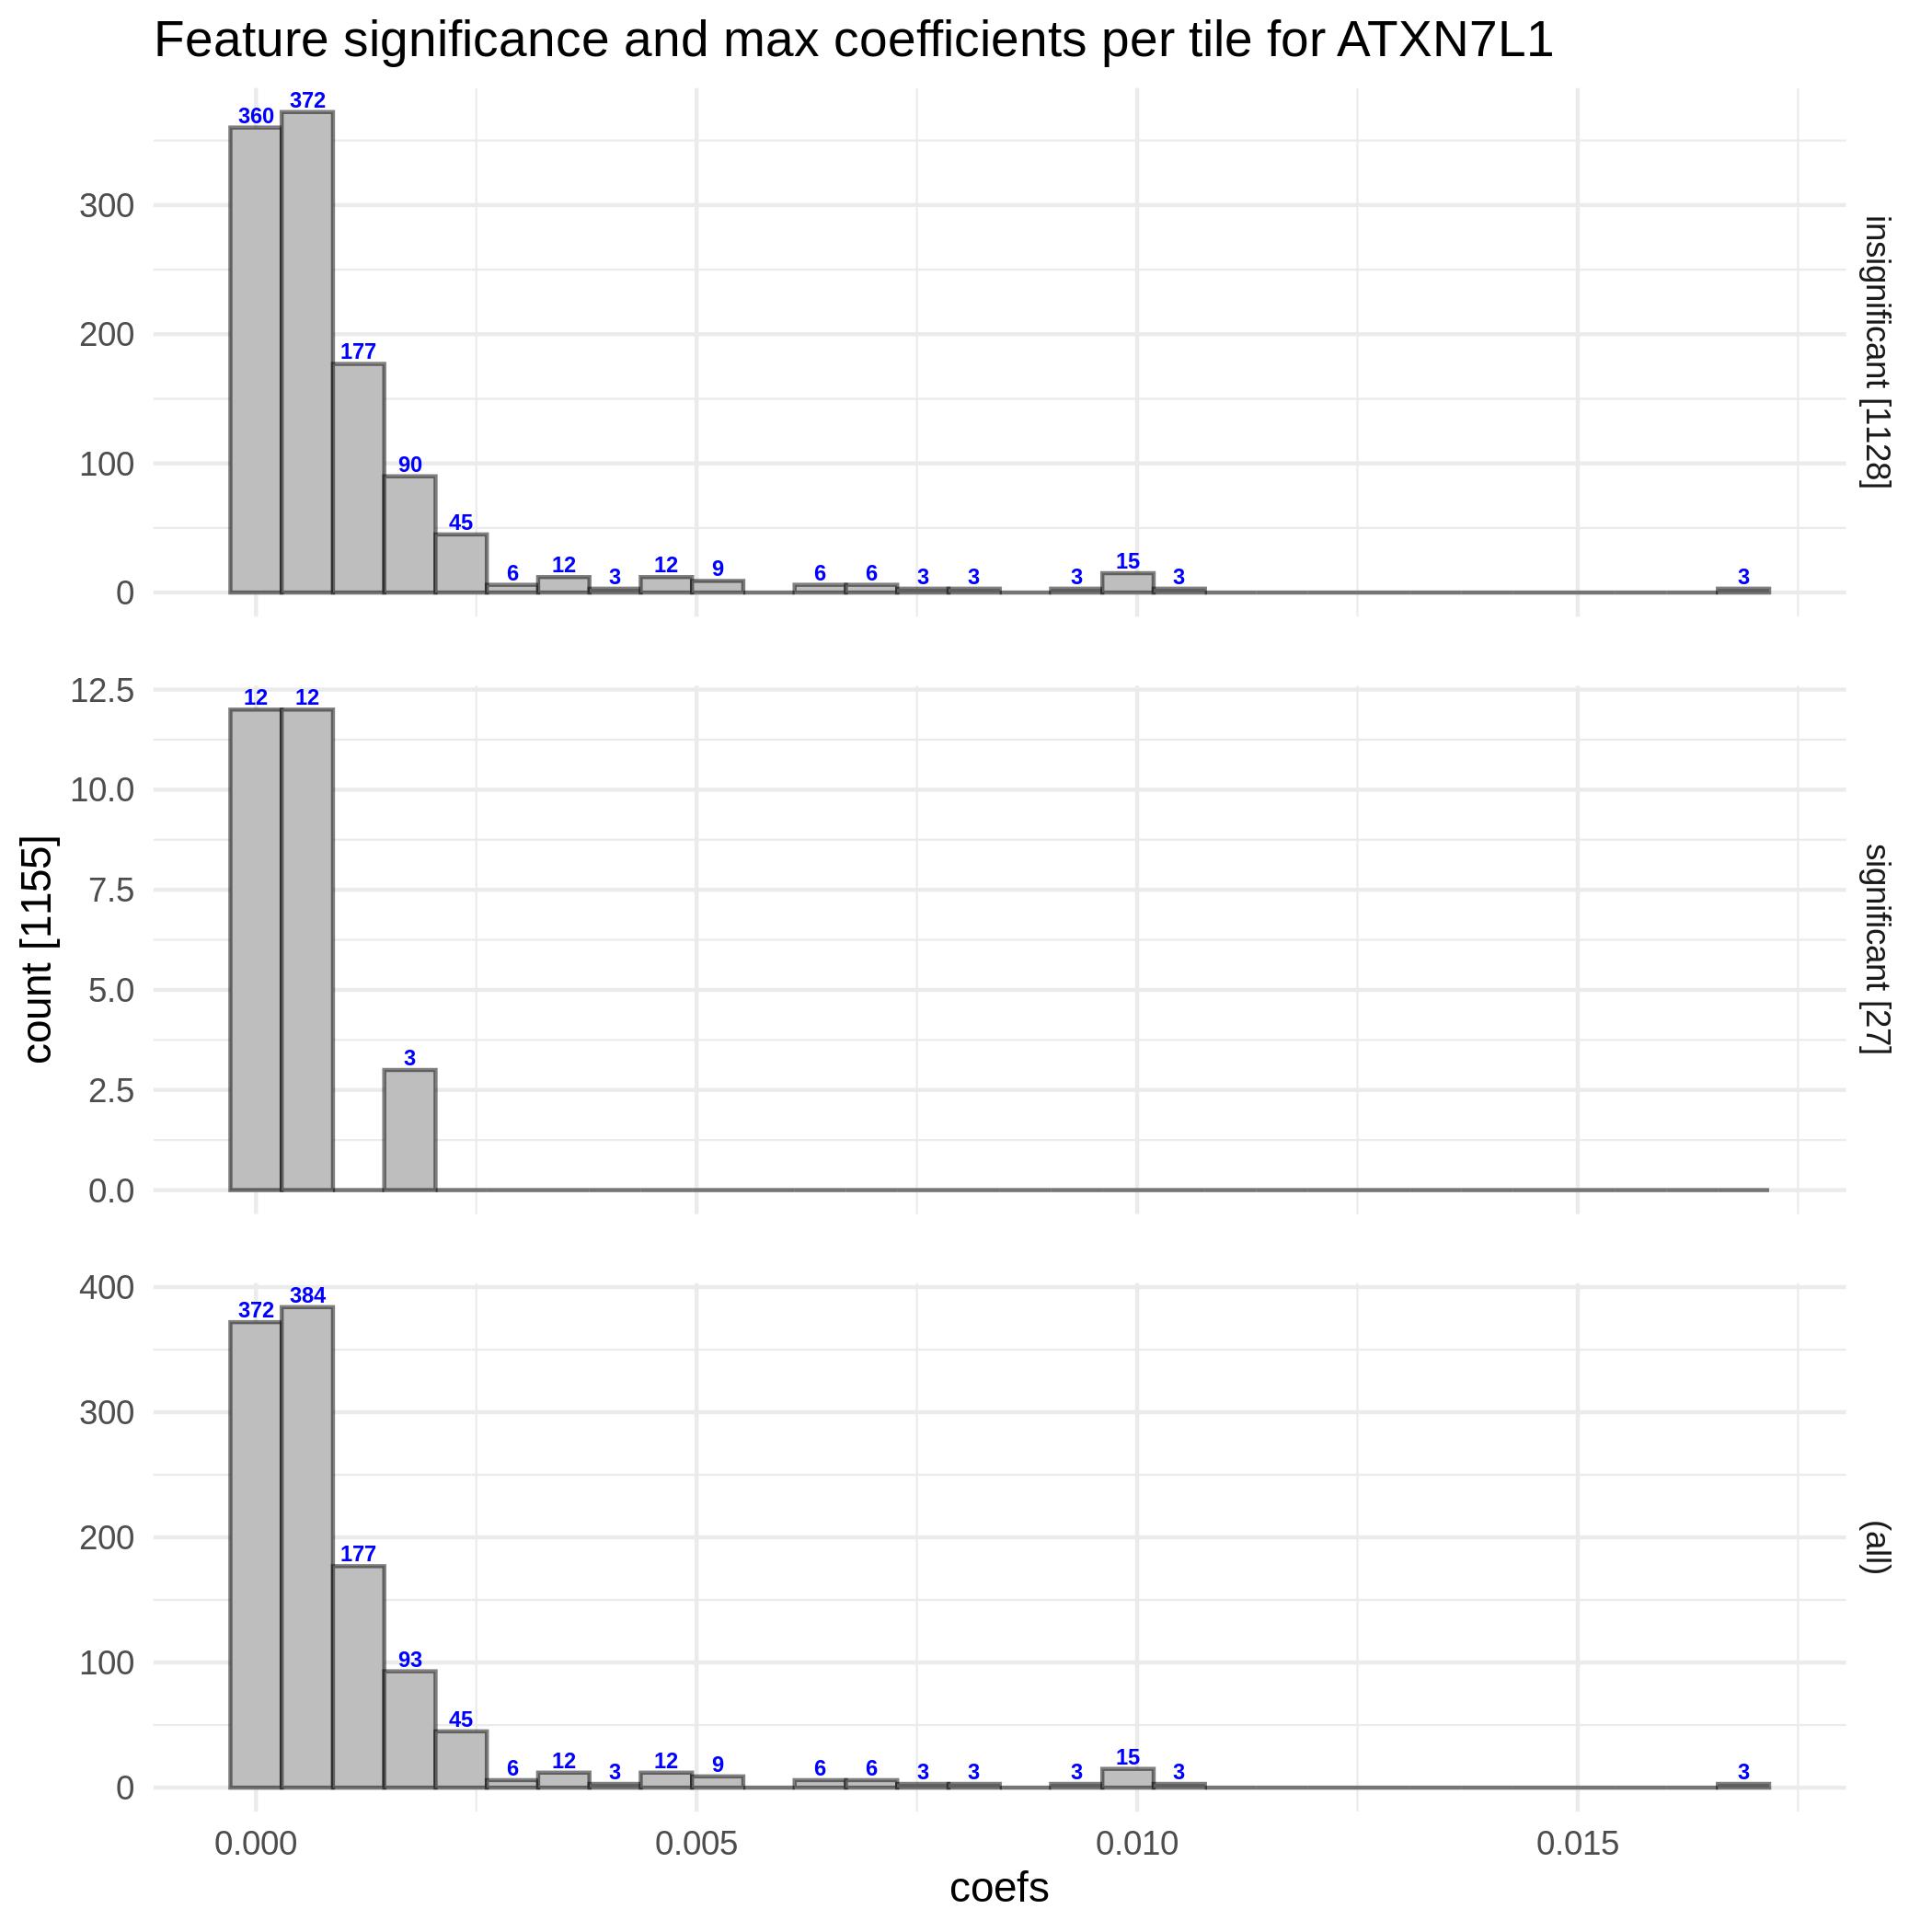 Feature significance and max coefficients per tile for ATXN7L1
360 372 177 90 45 6 12 3 12 9 6 6 3 3 3 15 3 3
300
200
100
0
insignificant [1128]
12 12 3
12.5
10.0
7.5
5.0
2.5
0.0
significant [27]
count [1155]
372 384 177 93 45 6 12 3 12 9 6 6 3 3 3 15 3 3
400
300
200
100
0
(all)
0.000 0.005 0.010 0.015
coefs